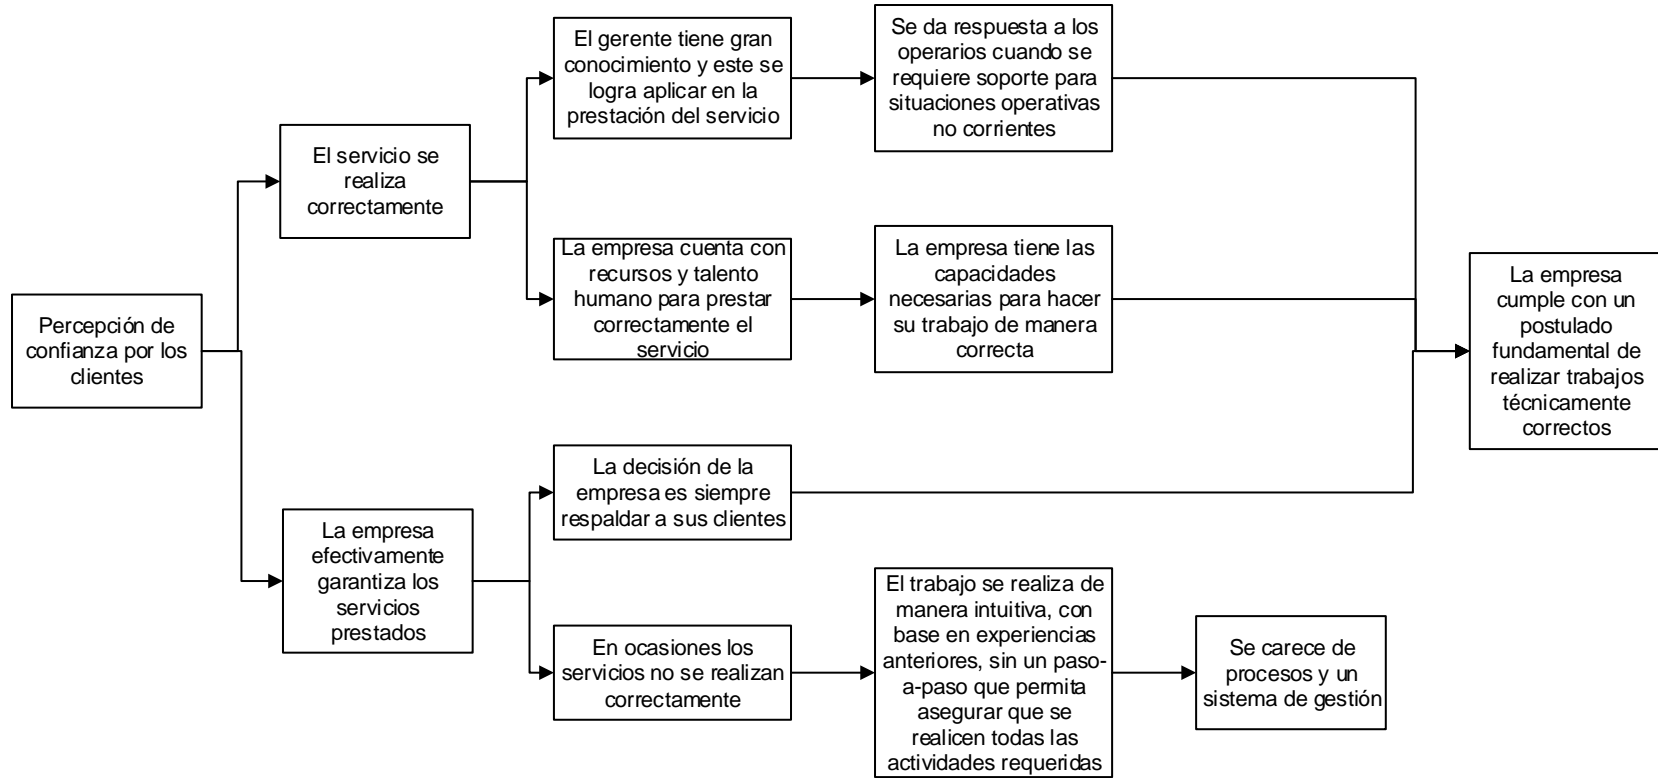 El gerente tiene gran
conocimiento y este se
logra aplicar en la
prestación del servicio
Se da respuesta a los
operarios cuando se
requiere soporte para
situaciones operativas
no corrientes
El servicio se
realiza
correctamente
La empresa cuenta con
recursos y talento
humano para prestar
correctamente el
servicio
La empresa tiene las
capacidades
necesarias para hacer
su trabajo de manera
correcta
La empresa
cumple con un
postulado
fundamental de
realizar trabajos
técnicamente
correctos
Percepción de
confianza por los
clientes
La decisión de la
empresa es siempre
respaldar a sus clientes
La empresa
efectivamente
garantiza los
servicios
prestados
En ocasiones los
servicios no se realizan
correctamente
El trabajo se realiza de
manera intuitiva, con
base en experiencias
anteriores, sin un paso-
a-paso que permita
asegurar que se
realicen todas las
actividades requeridas
Se carece de
procesos y un
sistema de gestión